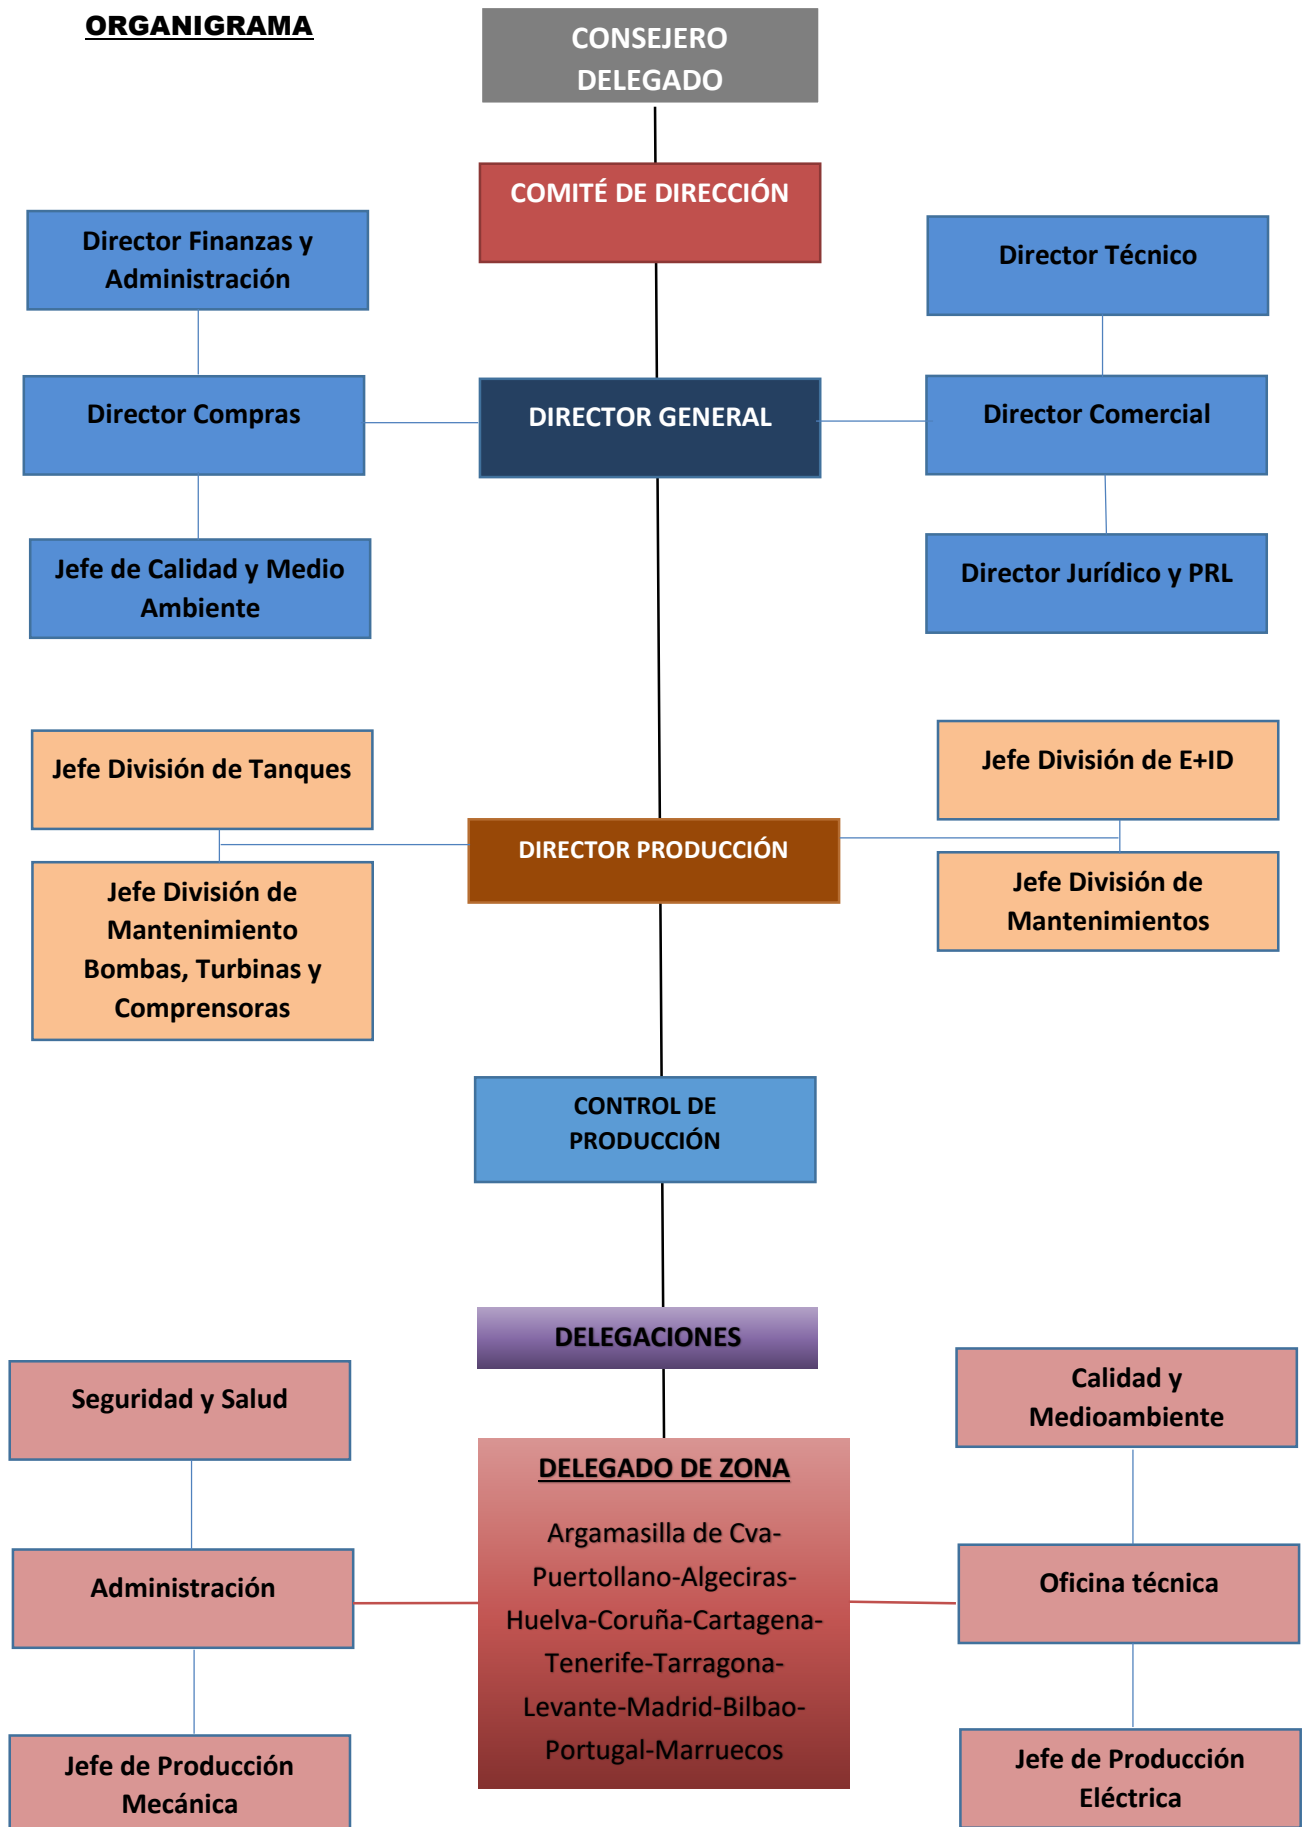 ORGANIGRAMA
CONSEJERO
DELEGADO
COMITÉ DE DIRECCIÓN
Director Finanzas y
Administración
Director Técnico
Director Compras
DIRECTOR GENERAL
Director Comercial
Jefe de Calidad y Medio
Ambiente
Director Jurídico y PRL
Jefe División de Tanques
Jefe División de E+ID
DIRECTOR PRODUCCIÓN
Jefe División de
Mantenimiento
Bombas, Turbinas y
Comprensoras
Jefe División de
Mantenimientos
CONTROL DE
PRODUCCIÓN
DELEGACIONES
Seguridad y Salud
Calidad y
Medioambiente
DELEGADO DE ZONA
Argamasilla de Cva-
Puertollano-Algeciras-
Huelva-Coruña-Cartagena-
Tenerife-Tarragona-
Levante-Madrid-Bilbao-
Portugal-Marruecos
Administración
Oficina técnica
Jefe de Producción
Mecánica
Jefe de Producción
Eléctrica